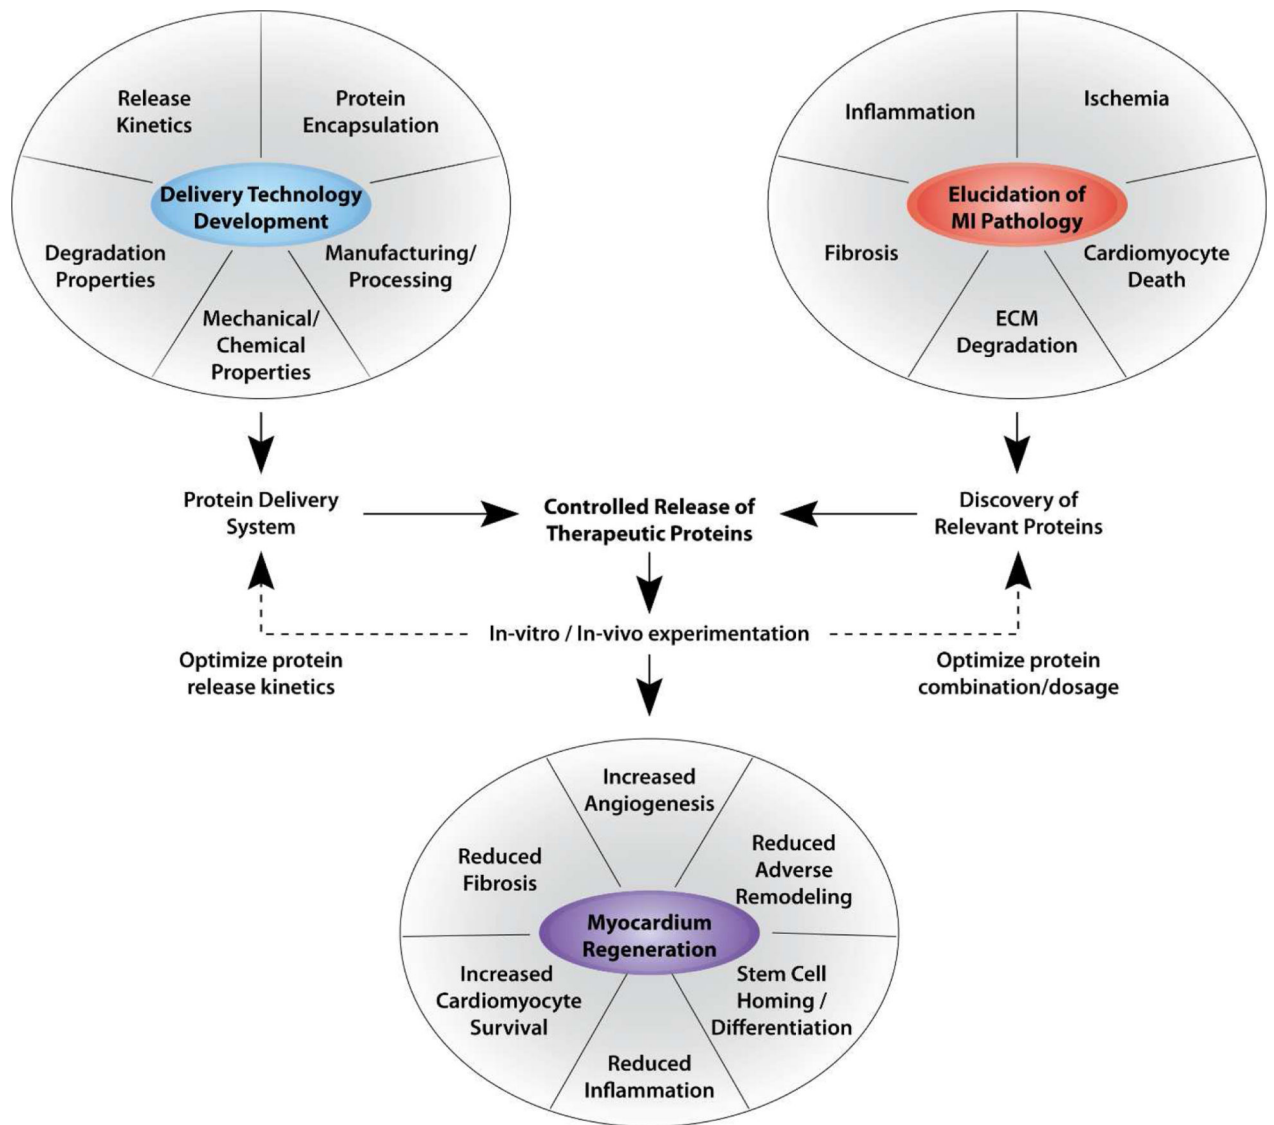 Release
Kinetics
Protein
Encapsulation
Delivery Technology
Development
Degradation
Properties
Manufacturing/
Processing
Mechanical/
Chemical
Properties
Inflammation
Ischemia
Elucidation of
MI Pathology
Fibrosis
Cardiomyocyte
Death
ECM
Degradation
Protein Delivery
System
Controlled Release of
Therapeutic Proteins
Discovery of
Relevant Proteins
In-vitro / In-vivo experimentation
Optimize protein
release kinetics
Optimize protein
combination/dosage
Increased
Angiogenesis
Reduced
Fibrosis
Reduced
Adverse
Remodeling
Myocardium
Regeneration
Increased
Cardiomyocyte
Survival
Stem Cell
Homing /
Differentiation
Reduced
Inflammation